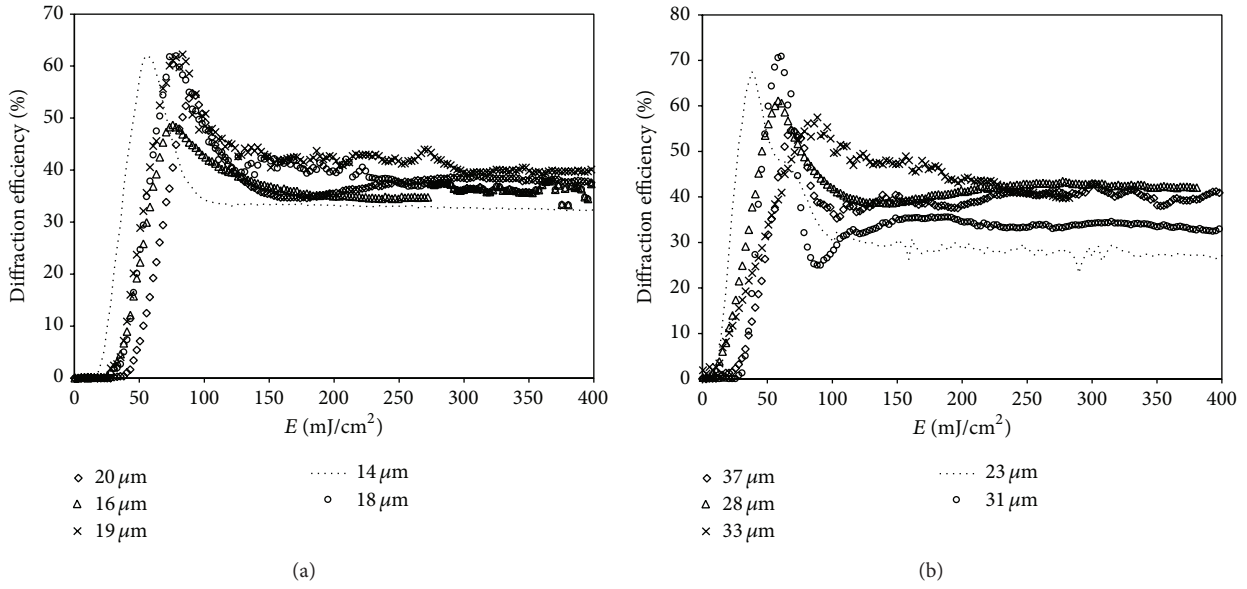 70
60
50
40
30
20
10
0
Diffraction efficiency (%)
0 50 100 150 200 250 300 350 400
E (mJ/cm²)
20 μm
16 μm
19 μm
14 μm
18 μm
(a)
80
70
60
50
40
30
20
10
0
Diffraction efficiency (%)
0 50 100 150 200 250 300 350 400
E (mJ/cm²)
37 μm
28 μm
33 μm
23 μm
31 μm
(b)